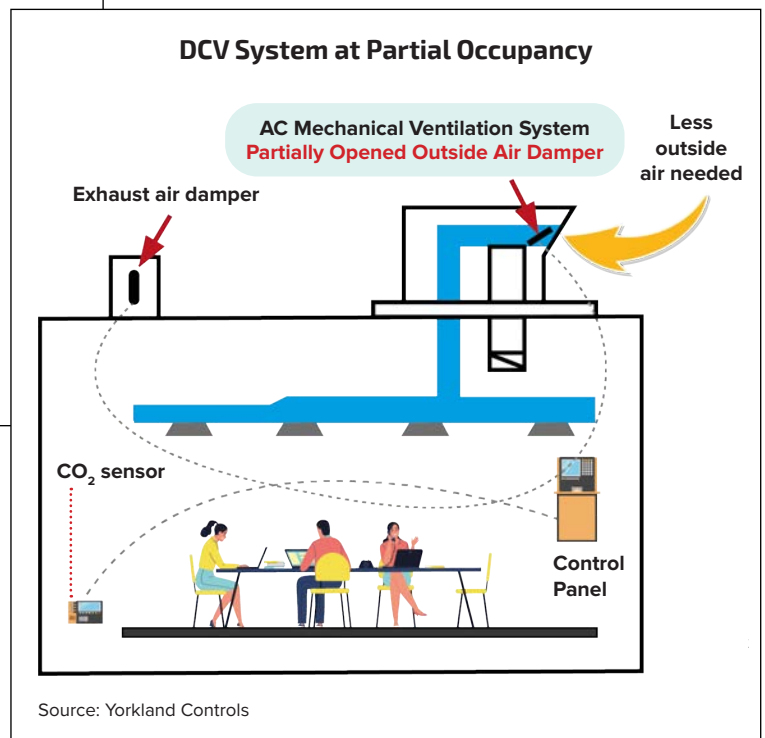 DCV System at Partial Occupancy
AC Mechanical Ventilation System
Partially Opened Outside Air Damper
Less
outside
air needed
Exhaust air damper
CO₂ sensor
Control
Panel
Source: Yorkland Controls